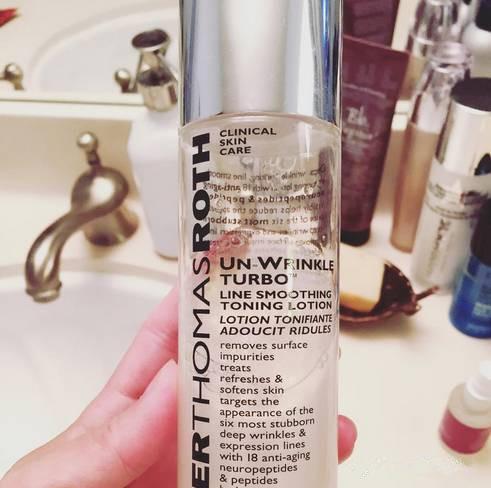 CLINICAL
SKIN
CARE
ERTHOMASROTH
UN-WRINKLE
TURBO™
LINE SMOOTHING
TONING LOTION
LOTION TONIFIANTE
ADOUCIT RIDULES
removes surface
impurities
treats
refreshes &
softens skin
targets the
appearance of the
six most stubborn
deep wrinkles &
expression lines
with 18 anti-aging
neuropeptides
& peptides